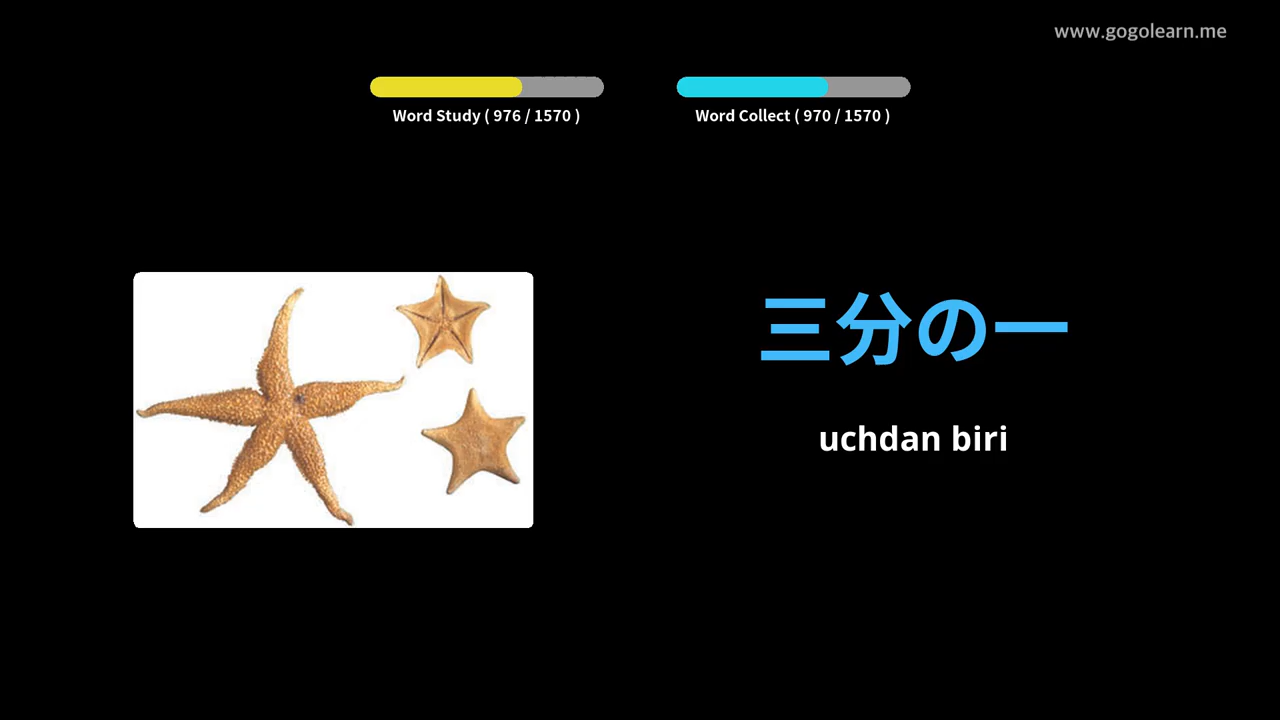 www.gogolearn.me
Word Study ( 976 / 1570 )
Word Collect ( 970 / 1570 )
三分の一
uchdan biri